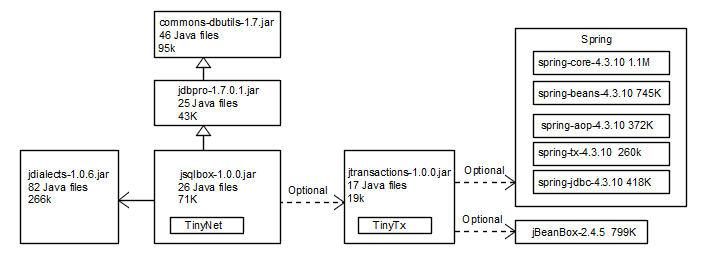 commons-dbutils-1.7.jar
46 Java files
95k
jdbpro-1.7.0.1.jar
25 Java files
43K
jdialects-1.0.6.jar
82 Java files
266k
jsqlbox-1.0.0.jar
26 Java files
71K
TinyNet
Optional
jtransactions-1.0.0.jar
17 Java files
19k
TinyTx
Optional
Optional
Spring
spring-core-4.3.10 1.1M
spring-beans-4.3.10 745K
spring-aop-4.3.10 372K
spring-tx-4.3.10 260k
spring-jdbc-4.3.10 418K
jBeanBox-2.4.5 799K